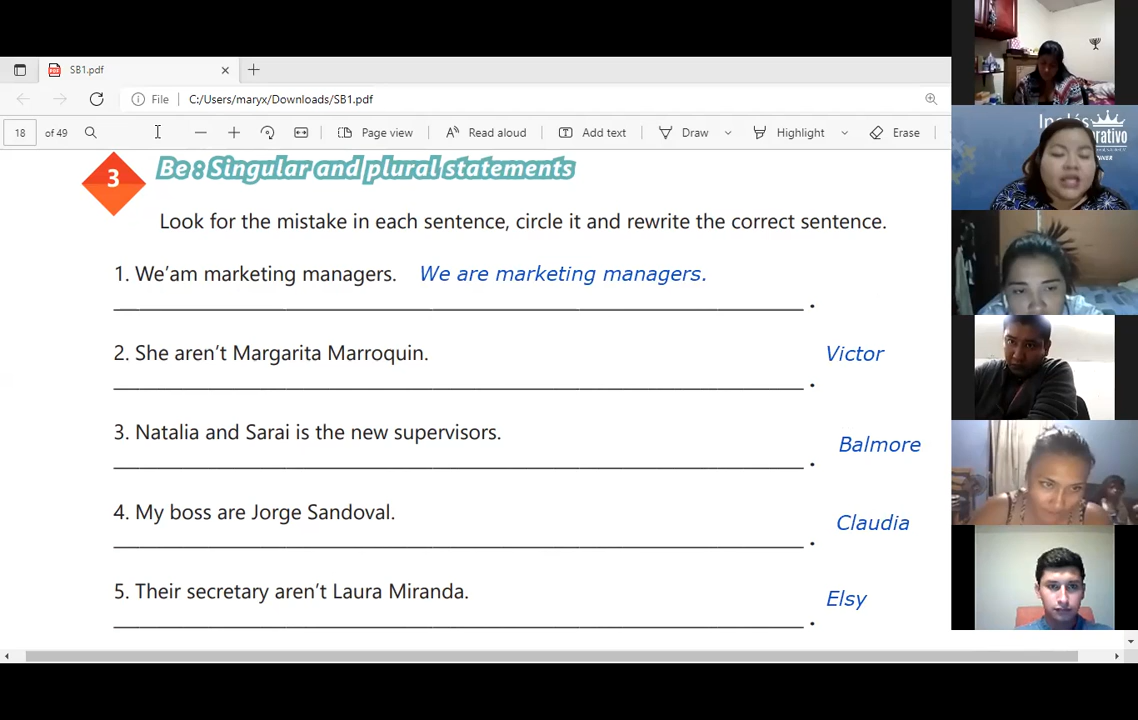 SB1.pdf
File C:/Users/maryx/Downloads/SB1.pdf
18 of 49 Page view Read aloud Add text Draw Highlight Erase
3 Be : Singular and plural statements
Look for the mistake in each sentence, circle it and rewrite the correct sentence.
1. We’am marketing managers. We are marketing managers.
2. She aren’t Margarita Marroquin.
Victor
3. Natalia and Sarai is the new supervisors.
Balmore
4. My boss are Jorge Sandoval.
Claudia
5. Their secretary aren’t Laura Miranda.
Elsy